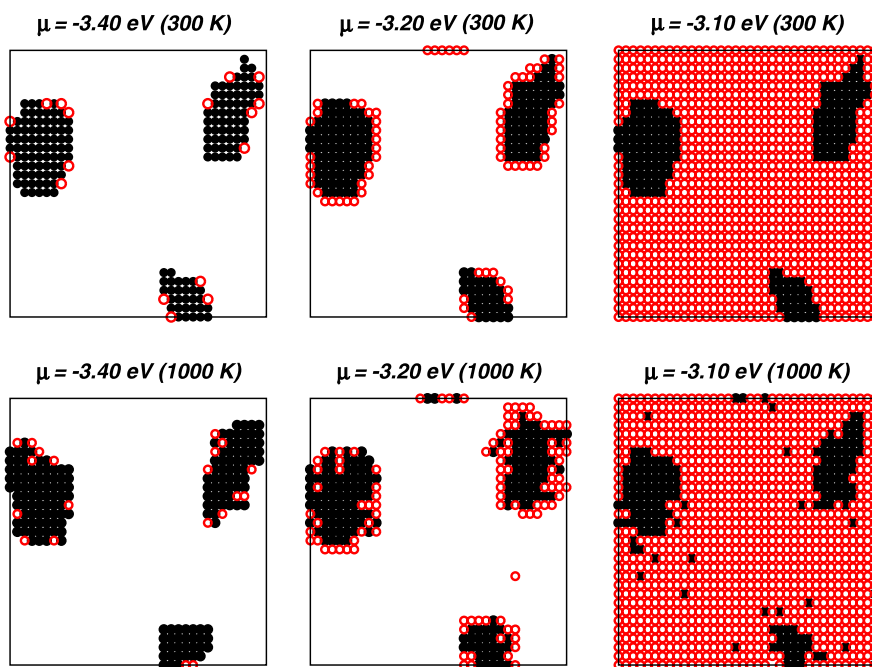 μ = -3.40 eV (300 K)
μ = -3.20 eV (300 K)
μ = -3.10 eV (300 K)
μ = -3.40 eV (1000 K)
μ = -3.20 eV (1000 K)
μ = -3.10 eV (1000 K)